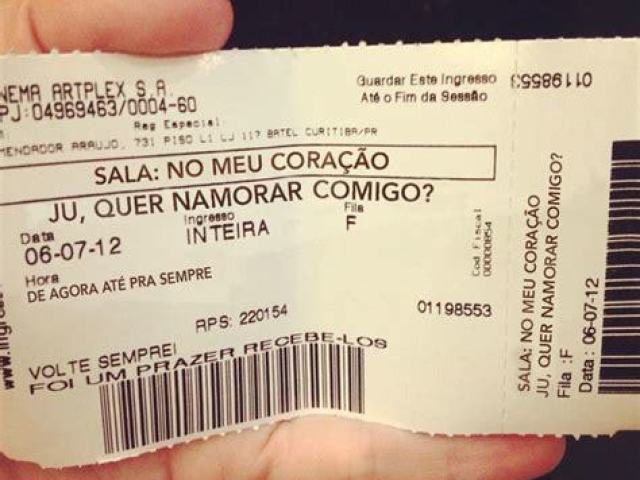 NEMA ARTPLEX S.A.
PJ:04969463/0004-60
Reg Especial:
MENDADOR ARAUJO, 731 PISO L1 LJ 117 BATEL CURITIBA/PR
Guardar Este Ingresso
Até o Fim da Sessão
01198553
SALA: NO MEU CORAÇÃO
JU, QUER NAMORAR COMIGO?
Data
06-07-12
Ingresso
INTEIRA
Fila
F
Cod Fiscal
00000854
Hora
DE AGORA ATÉ PRA SEMPRE
RPS: 220154
01198553
VOLTE SEMPRE!
FOI UM PRAZER RECEBE-LOS
www.ingr
SALA: NO MEU CORAÇÃO
JU, QUER NAMORAR COMIGO?
Fila :F
Data : 06-07-12